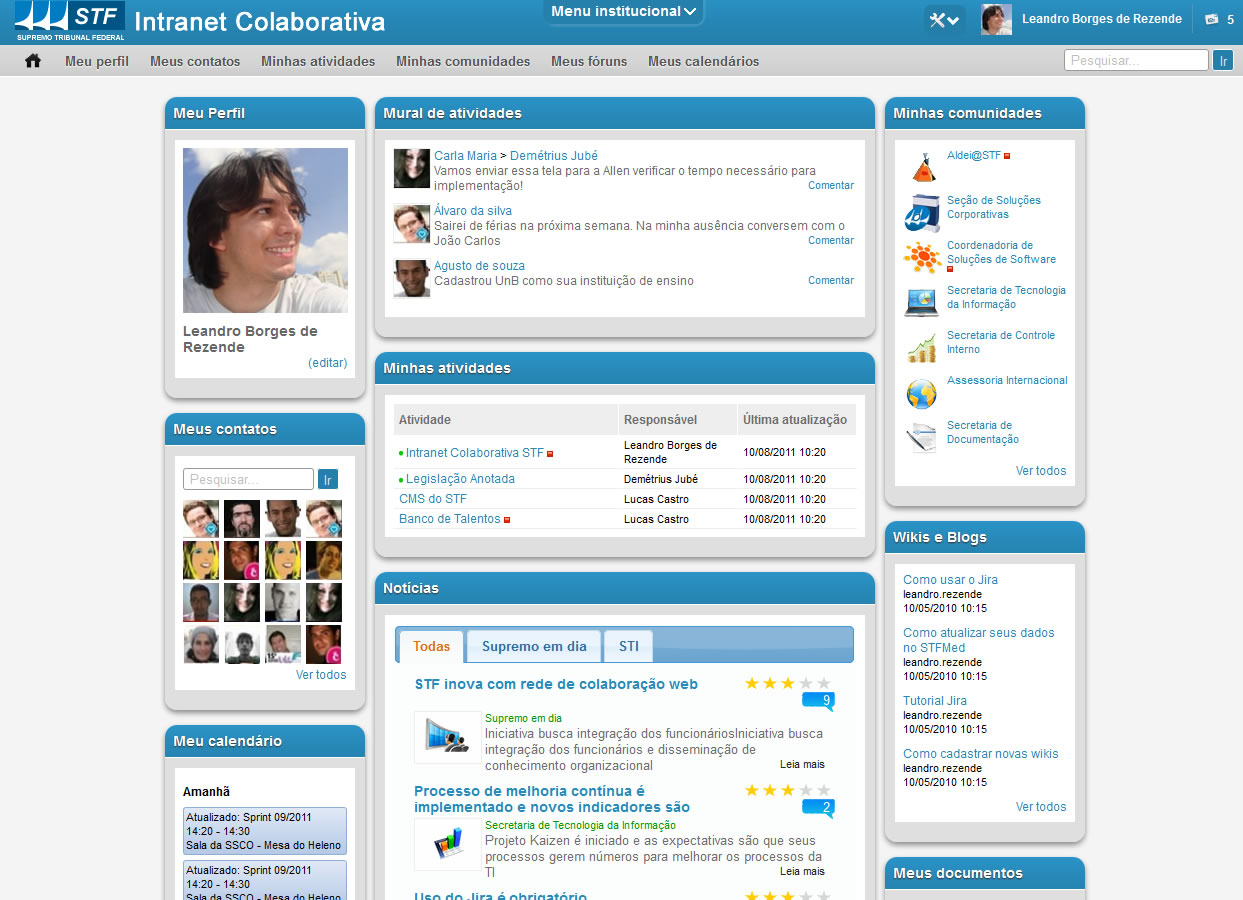 STF
SUPREMO TRIBUNAL FEDERAL
Intranet Colaborativa
Menu institucional
Leandro Borges de Rezende
5
Meu perfil
Meus contatos
Minhas atividades
Minhas comunidades
Meus fóruns
Meus calendários
Pesquisar...
Ir
Meu Perfil
Leandro Borges de
Rezende
(editar)
Meus contatos
Pesquisar...
Ir
Ver todos
Meu calendário
Amanhã
Atualizado: Sprint 09/2011
14:20 - 14:30
Sala da SSCO - Mesa do Heleno
Atualizado: Sprint 09/2011
14:20 - 14:30
Sala da SSCO - Mesa do Heleno
Mural de atividades
Carla Maria > Demétrius Jubé
Vamos enviar essa tela para a Allen verificar o tempo necessário para
implementação!
Comentar
Álvaro da silva
Sairei de férias na próxima semana. Na minha ausência conversem com o
João Carlos
Comentar
Agusto de souza
Cadastrou UnB como sua instituição de ensino
Comentar
Minhas atividades
Atividade Responsável Última atualização
Intranet Colaborativa STF Leandro Borges de
Rezende 10/08/2011 10:20
Legislação Anotada Demétrius Jubé 10/08/2011 10:20
CMS do STF Lucas Castro 10/08/2011 10:20
Banco de Talentos Lucas Castro 10/08/2011 10:20
Notícias
Todas Supremo em dia STI
STF inova com rede de colaboração web
9
Supremo em dia
Iniciativa busca integração dos funcionáriosIniciativa busca
integração dos funcionários e disseminação de
conhecimento organizacional
Leia mais
Processo de melhoria contínua é
implementado e novos indicadores são
2
Secretaria de Tecnologia da Informação
Projeto Kaizen é iniciado e as expectativas são que seus
processos gerem números para melhorar os processos da
TI
Leia mais
Uso do Jira é obrigatório
Minhas comunidades
Aldei@STF
Seção de Soluções
Corporativas
Coordenadoria de
Soluções de Software
Secretaria de Tecnologia
da Informação
Secretaria de Controle
Interno
Assessoria Internacional
Secretaria de
Documentação
Ver todos
Wikis e Blogs
Como usar o Jira
leandro.rezende
10/05/2010 10:15
Como atualizar seus dados
no STFMed
leandro.rezende
10/05/2010 10:15
Tutorial Jira
leandro.rezende
10/05/2010 10:15
Como cadastrar novas wikis
leandro.rezende
10/05/2010 10:15
Ver todos
Meus documentos